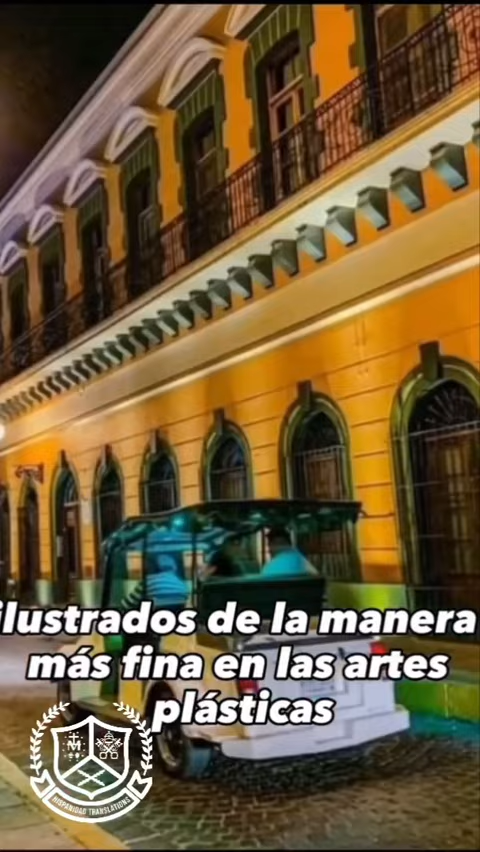 ilustrados de la manera
más fina en las artes
plásticas
M
HISPANIDAD TRANSLATIONS